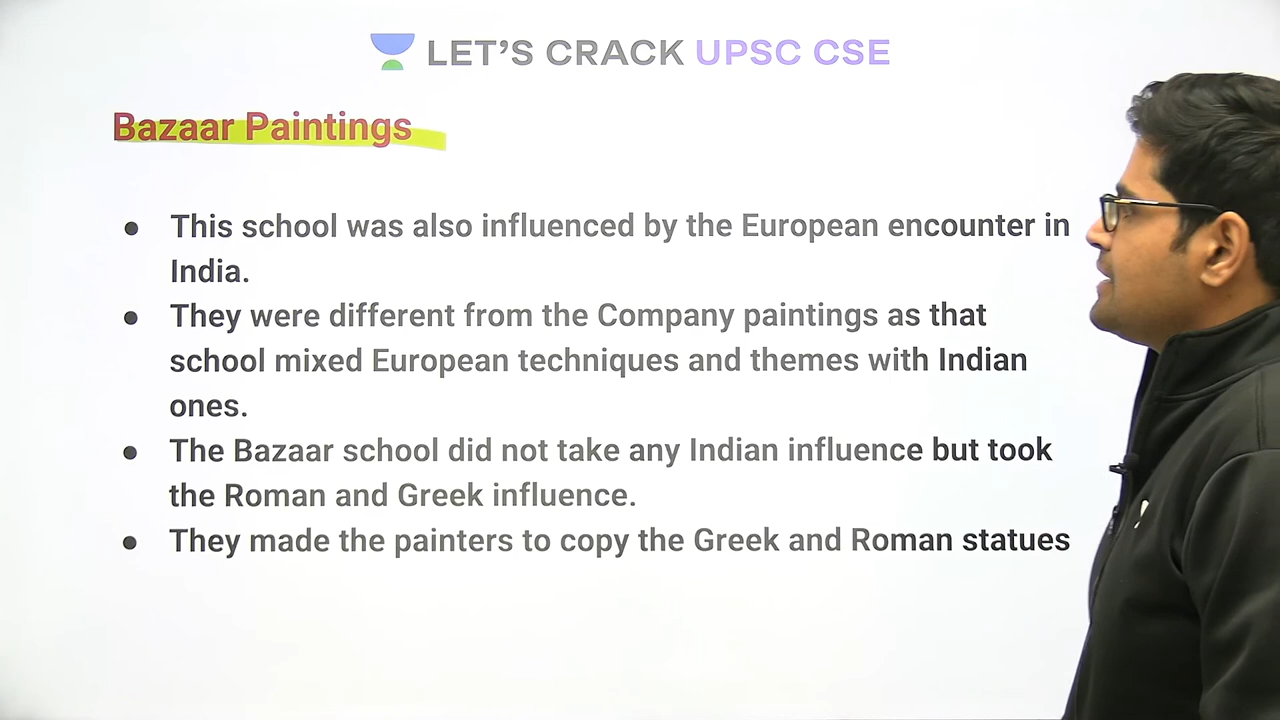 LET'S CRACK UPSC CSE
Bazaar Paintings
● This school was also influenced by the European encounter in
India.
● They were different from the Company paintings as that
school mixed European techniques and themes with Indian
ones.
● The Bazaar school did not take any Indian influence but took
the Roman and Greek influence.
● They made the painters to copy the Greek and Roman statues